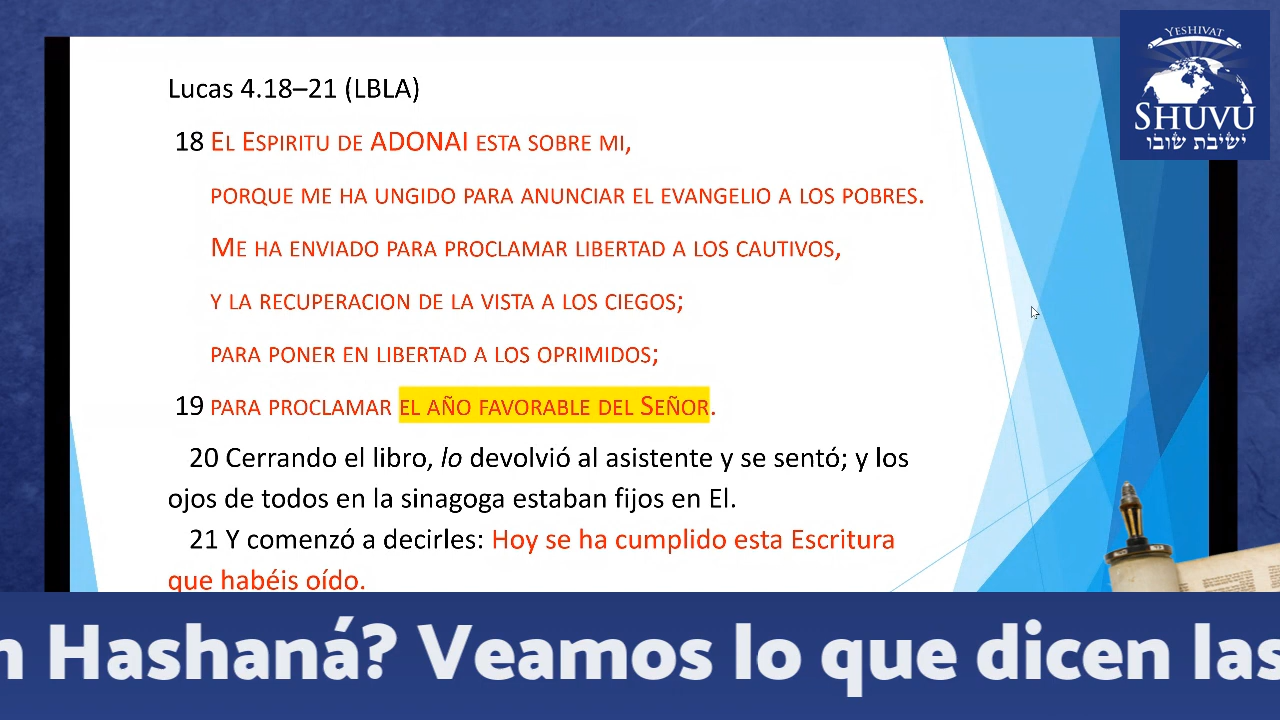 YESHIVAT
SHUVU
ישיבת שובו
Lucas 4.18–21 (LBLA)
18 El Espiritu de ADONAI esta sobre mi,
porque me ha ungido para anunciar el evangelio a los pobres.
Me ha enviado para proclamar libertad a los cautivos,
y la recuperacion de la vista a los ciegos;
para poner en libertad a los oprimidos;
19 para proclamar el año favorable del Señor.
20 Cerrando el libro, lo devolvió al asistente y se sentó; y los
ojos de todos en la sinagoga estaban fijos en El.
21 Y comenzó a decirles: Hoy se ha cumplido esta Escritura
que habéis oído.
n Hashaná? Veamos lo que dicen las